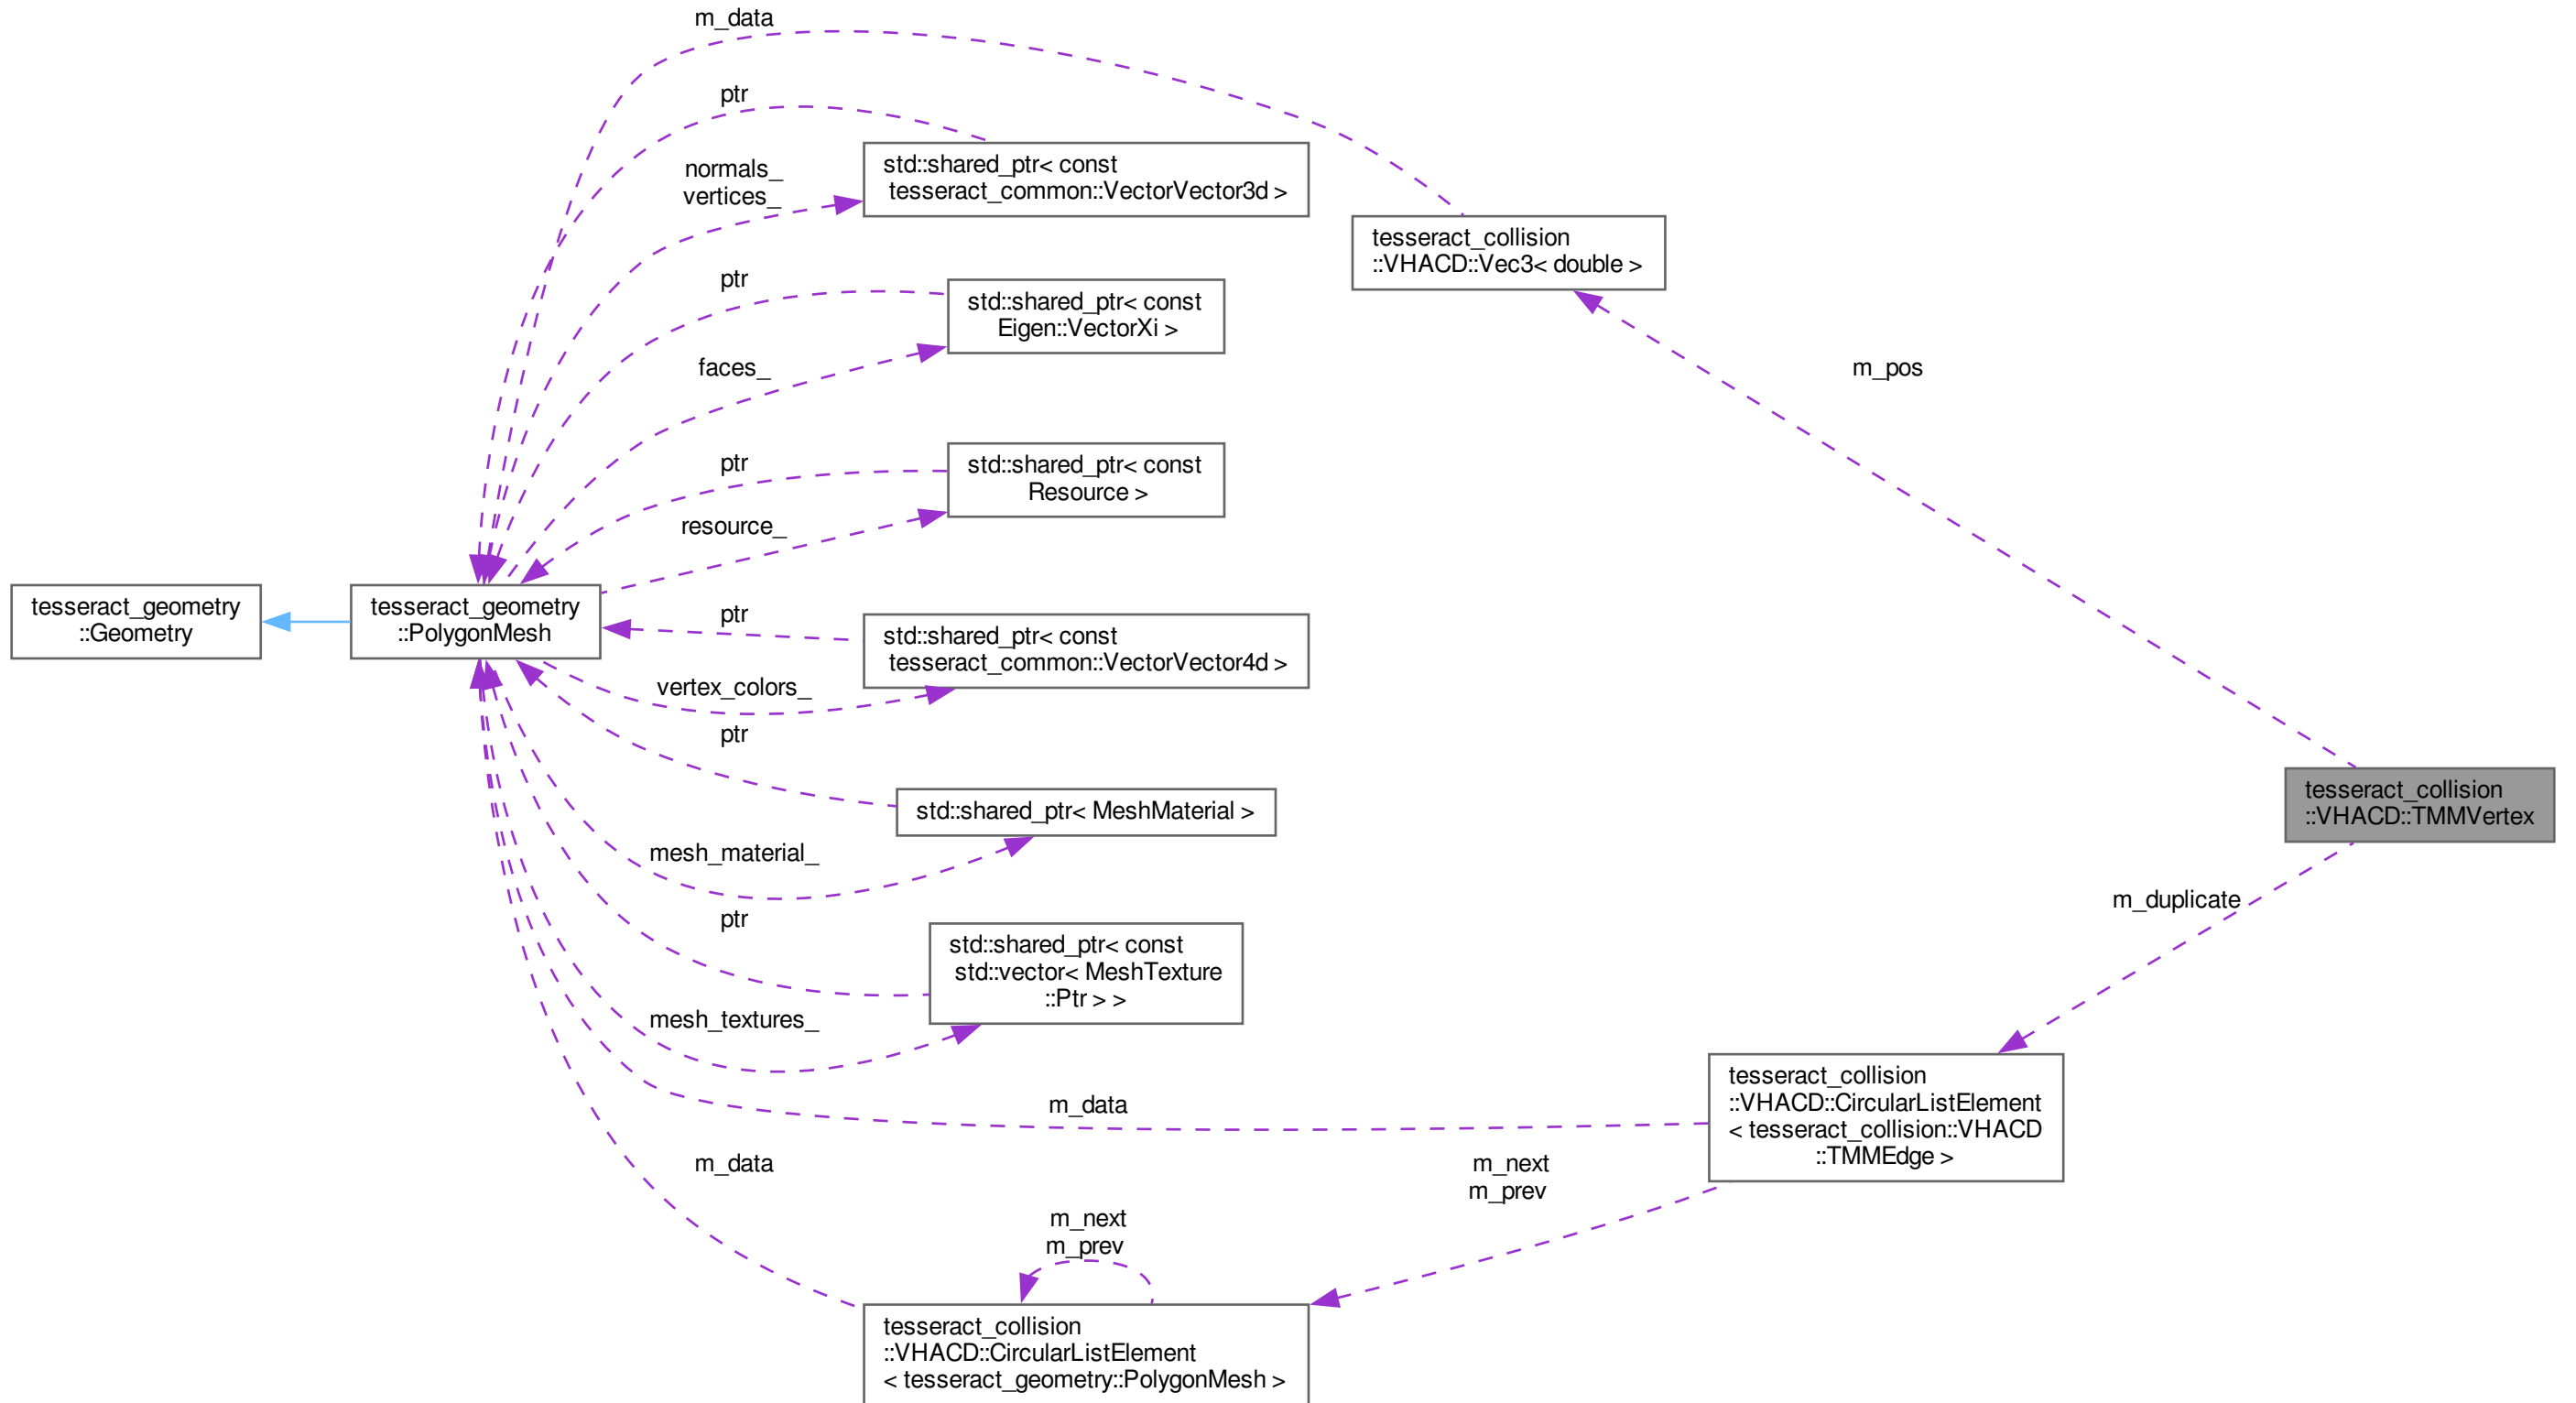 m_data
ptr
std::shared_ptr< const
tesseract_common::VectorVector3d >
normals_
vertices_
tesseract_collision
::VHACD::Vec3< double >
ptr
std::shared_ptr< const
Eigen::VectorXi >
faces_
m_pos
ptr
std::shared_ptr< const
Resource >
resource_
tesseract_geometry
::Geometry
tesseract_geometry
::PolygonMesh
ptr
std::shared_ptr< const
tesseract_common::VectorVector4d >
vertex_colors_
ptr
std::shared_ptr< MeshMaterial >
tesseract_collision
::VHACD::TMMVertex
mesh_material_
ptr
m_duplicate
std::shared_ptr< const
std::vector< MeshTexture
::Ptr > >
mesh_textures_
m_data
tesseract_collision
::VHACD::CircularListElement
< tesseract_collision::VHACD
::TMMEdge >
m_data
m_next
m_prev
m_next
m_prev
tesseract_collision
::VHACD::CircularListElement
< tesseract_geometry::PolygonMesh >